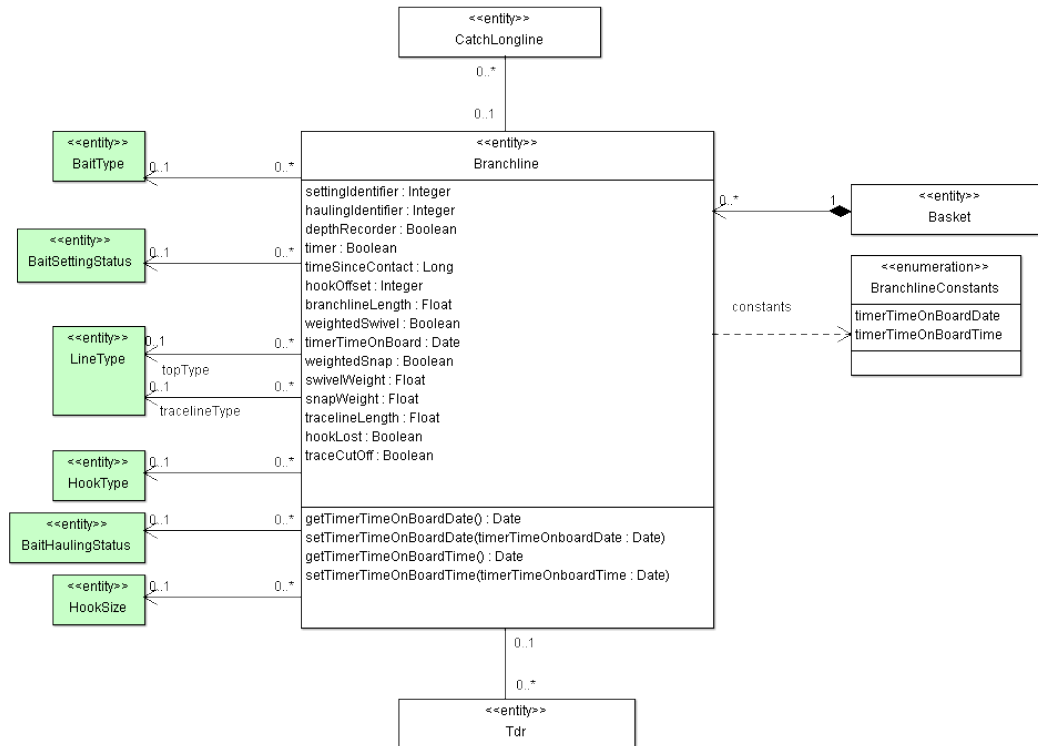 <<entity>>
CatchLongline
0..*
0..1
<<entity>>
BaitType
0..1
0..*
<<entity>>
BaitSettingStatus
0..1
0..*
<<entity>>
LineType
0..1
0..*
topType
0..1
0..*
tracelineType
<<entity>>
HookType
0..1
0..*
<<entity>>
BaitHaulingStatus
0..1
0..*
<<entity>>
HookSize
0..1
0..*
<<entity>>
Branchline
settingIdentifier : Integer
haulingIdentifier : Integer
depthRecorder : Boolean
timer : Boolean
timeSinceContact : Long
hookOffset : Integer
branchlineLength : Float
weightedSwivel : Boolean
timerTimeOnBoard : Date
weightedSnap : Boolean
swivelWeight : Float
snapWeight : Float
tracelineLength : Float
hookLost : Boolean
traceCutOff : Boolean
getTimerTimeOnBoardDate() : Date
setTimerTimeOnBoardDate(timerTimeOnboardDate : Date)
getTimerTimeOnBoardTime() : Date
setTimerTimeOnBoardTime(timerTimeOnboardTime : Date)
0..*
1
<<entity>>
Basket
constants
<<enumeration>>
BranchlineConstants
timerTimeOnBoardDate
timerTimeOnBoardTime
0..1
0..*
<<entity>>
Tdr